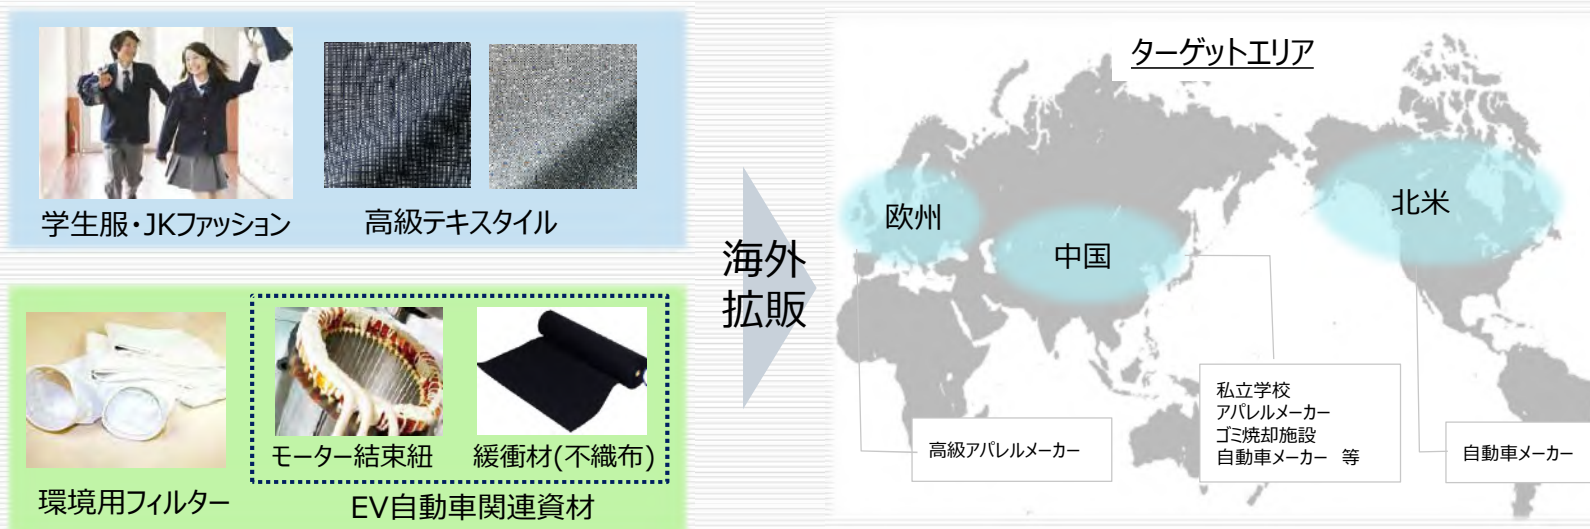 学生服・JKファッション
高級テキスタイル
モーター結束紐
緩衝材(不織布)
環境用フィルター
EV自動車関連資材
海外
拡販
ターゲットエリア
欧州
中国
北米
高級アパレルメーカー
私立学校
アパレルメーカー
ゴミ焼却施設
自動車メーカー 等
自動車メーカー